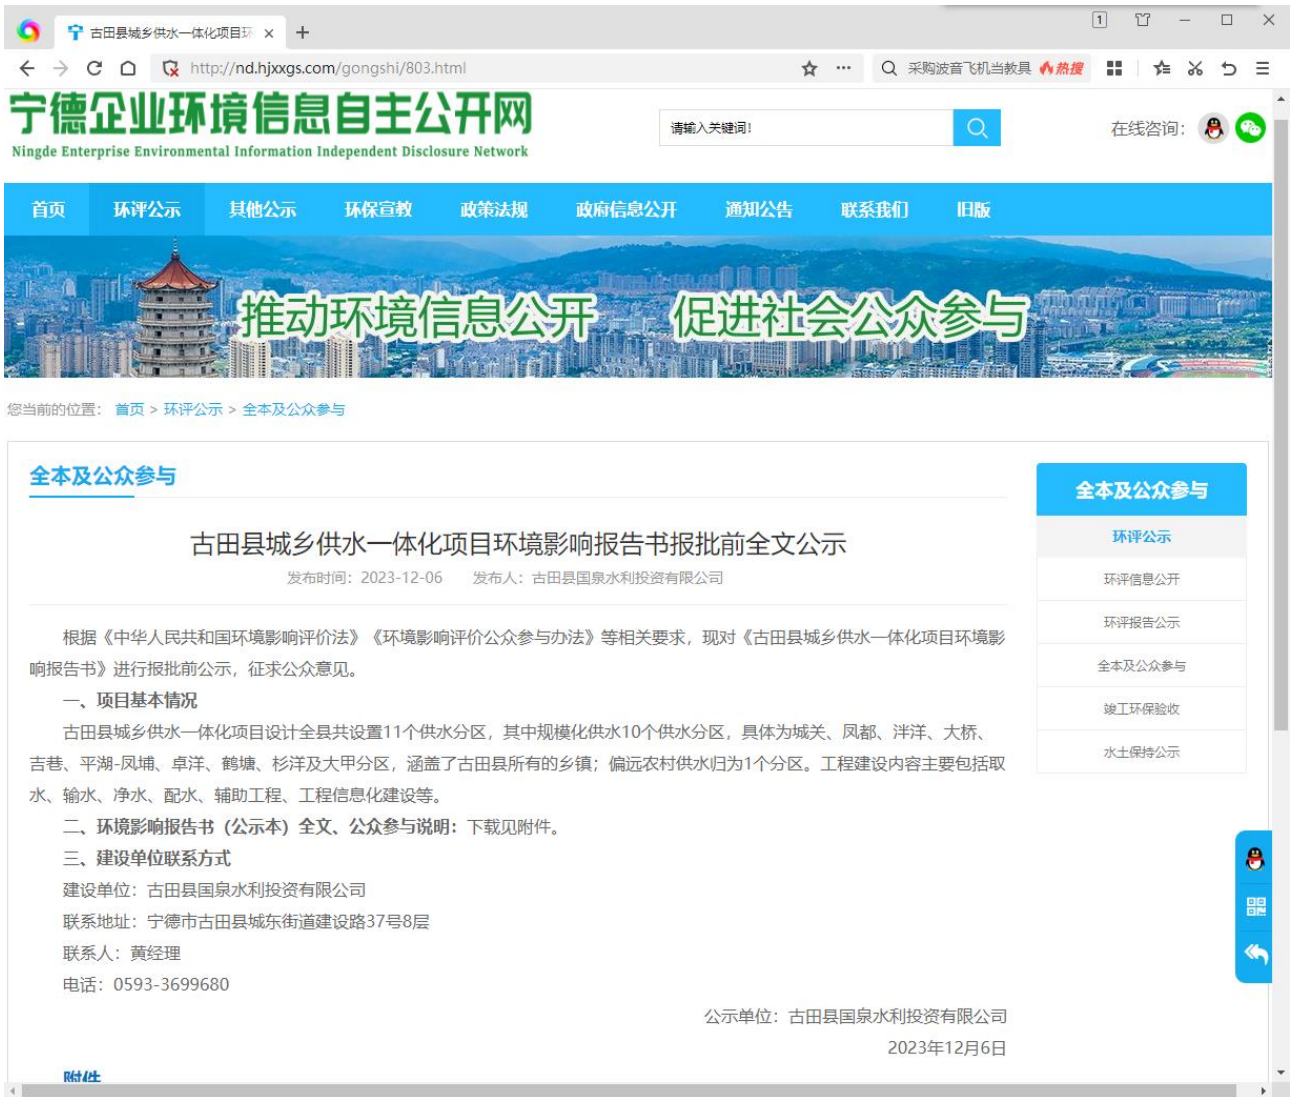 古田县城乡供水一体化项目环
1
http://nd.hjxxgs.com/gongshi/803.html
采购波音飞机当教具 热搜
宁德企业环境信息自主公开网
Ningde Enterprise Environmental Information Independent Disclosure Network
请输入关键词!
在线咨询：
首页 环评公示 其他公示 环保宣教 政策法规 政府信息公开 通知公告 联系我们 旧版
推动环境信息公开 促进社会公众参与
您当前的位置： 首页 > 环评公示 > 全本及公众参与
全本及公众参与
古田县城乡供水一体化项目环境影响报告书报批前全文公示
发布时间：2023-12-06 发布人：古田县国泉水利投资有限公司
根据《中华人民共和国环境影响评价法》《环境影响评价公众参与办法》等相关要求，现对《古田县城乡供水一体化项目环境影
响报告书》进行报批前公示，征求公众意见。
一、项目基本情况
古田县城乡供水一体化项目设计全县共设置11个供水分区，其中规模化供水10个供水分区，具体为城关、凤都、泮洋、大桥、
吉巷、平湖-凤埔、卓洋、鹤塘、杉洋及大甲分区，涵盖了古田县所有的乡镇；偏远农村供水归为1个分区。工程建设内容主要包括取
水、输水、净水、配水、辅助工程、工程信息化建设等。
二、环境影响报告书（公示本）全文、公众参与说明：下载见附件。
三、建设单位联系方式
建设单位：古田县国泉水利投资有限公司
联系地址：宁德市古田县城东街道建设路37号8层
联系人：黄经理
电话：0593-3699680
公示单位：古田县国泉水利投资有限公司
2023年12月6日
附件
全本及公众参与
环评公示
环评信息公开
环评报告公示
全本及公众参与
竣工环保验收
水土保持公示